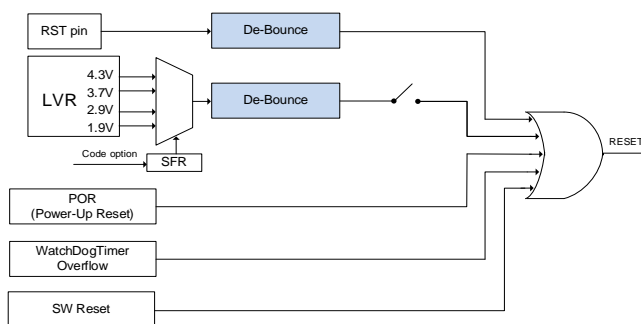 RST pin
De-Bounce
LVR
4.3V
3.7V
2.9V
1.9V
De-Bounce
Code option
SFR
RESET
POR
(Power-Up Reset)
WatchDogTimer
Overflow
SW Reset